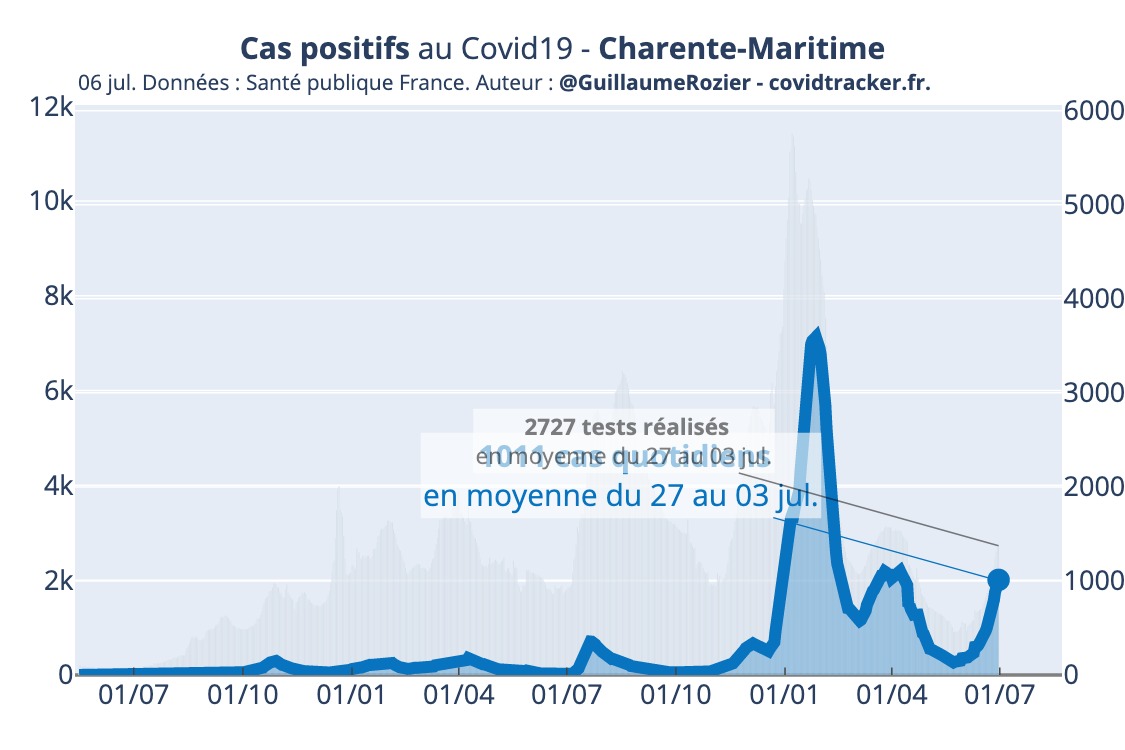 Cas positifs au Covid19 - Charente-Maritime
06 jul. Données : Santé publique France. Auteur : @GuillaumeRozier - covidtracker.fr.
12k
10k
8k
6k
4k
2k
0
6000
5000
4000
3000
2000
1000
0
2727 tests réalisés
en moyenne du 27 au 03 jul.
1011 cas quotidiens
en moyenne du 27 au 03 jul.
01/07 01/10 01/01 01/04 01/07 01/10 01/01 01/04 01/07